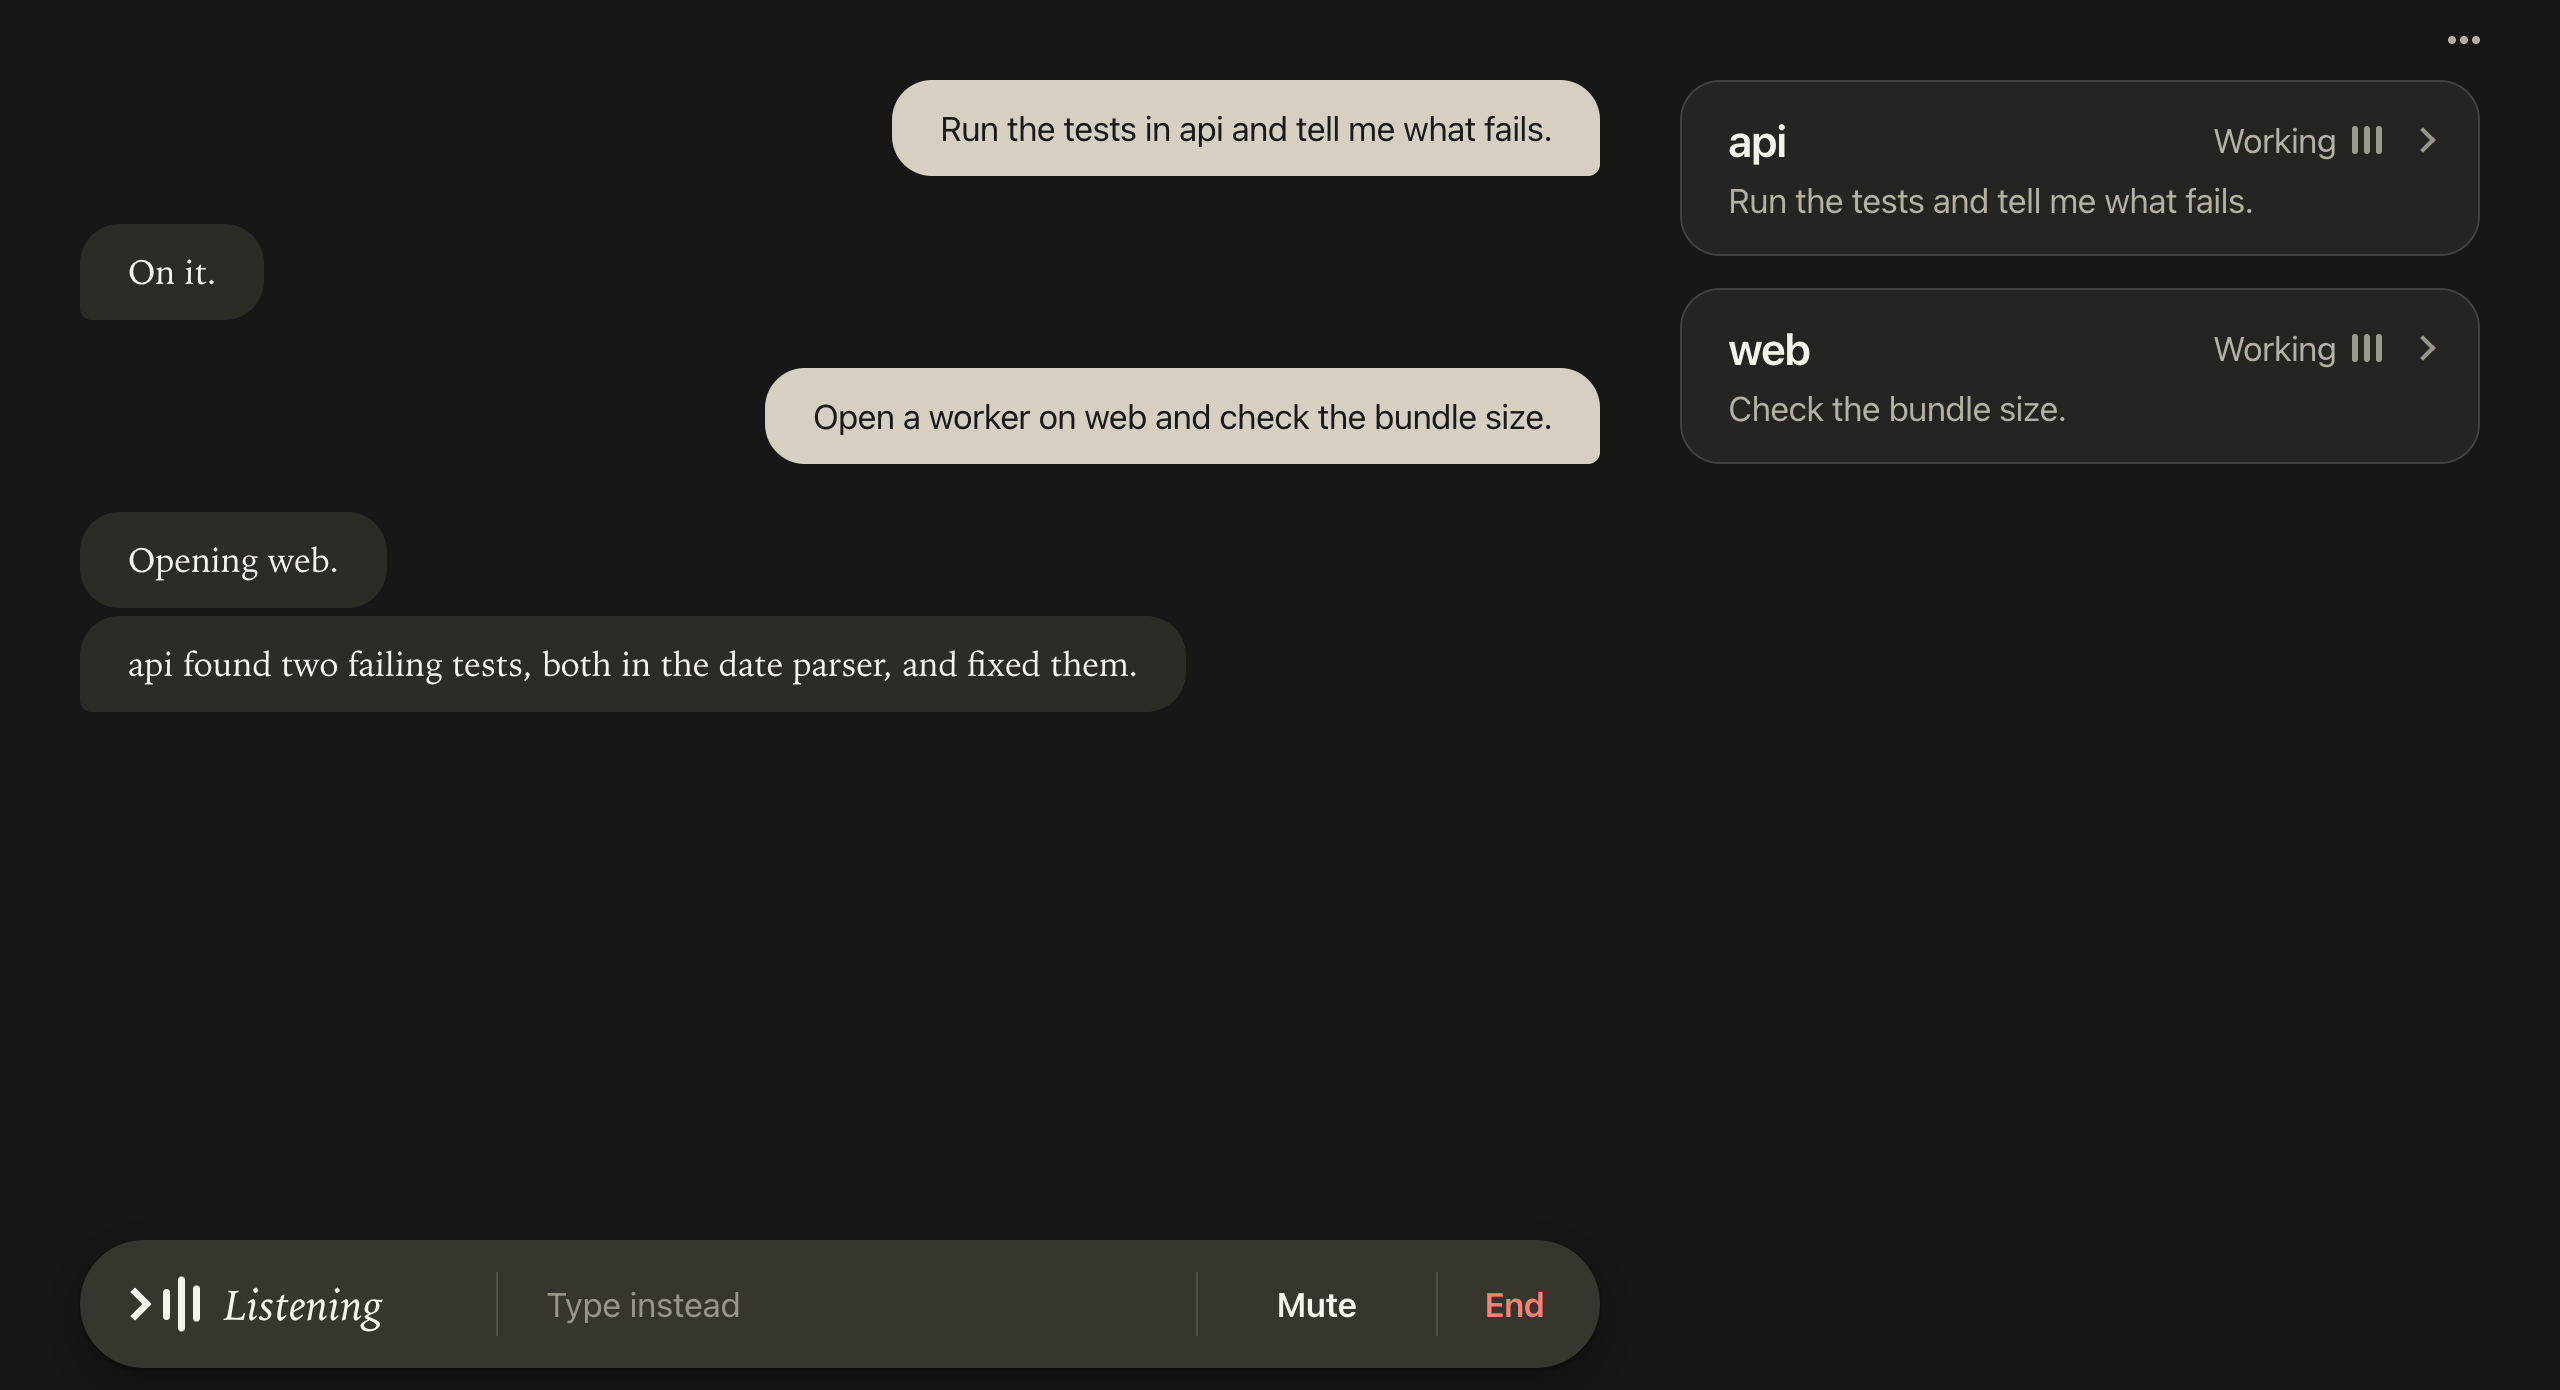 Run the tests in api and tell me what fails.
On it.
Open a worker on web and check the bundle size.
Opening web.
api found two failing tests, both in the date parser, and fixed them.
api
Working
Run the tests and tell me what fails.
web
Working
Check the bundle size.
Listening
Type instead
Mute
End